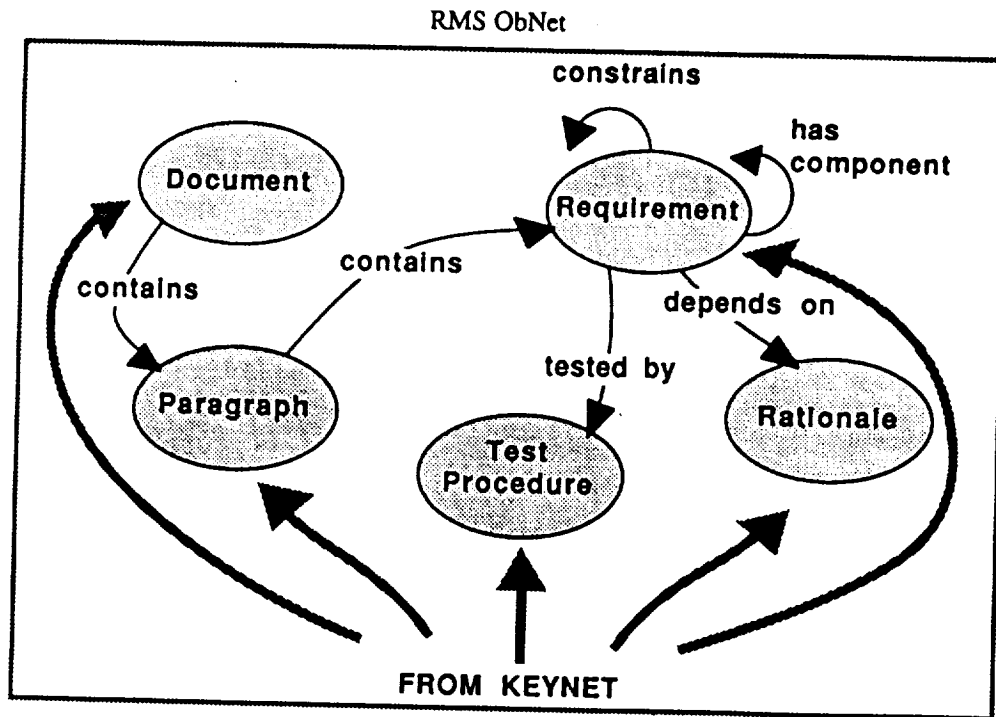 RMS ObNet
constrains
has
component
Document
Requirement
contains
contains
depends on
tested by
Paragraph
Rationale
Test
Procedure
FROM KEYNET